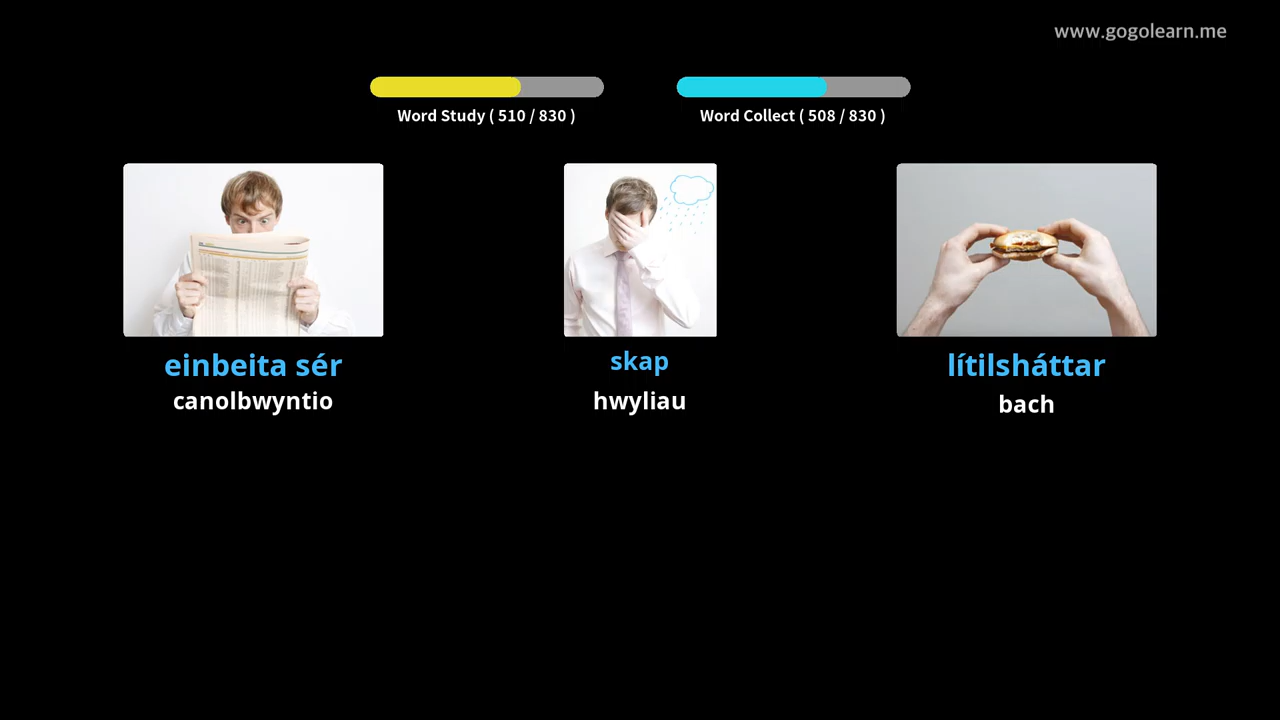 www.gogolearn.me
Word Study ( 510 / 830 )
Word Collect ( 508 / 830 )
einbeita sér
canolbwyntio
skap
hwyliau
lítilsháttar
bach